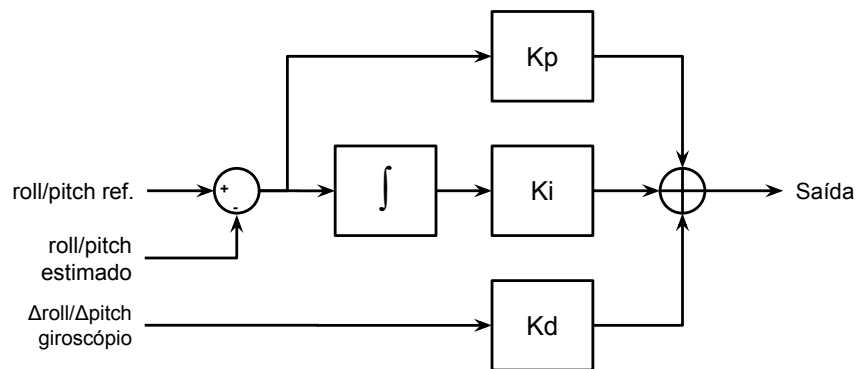 Kp
roll/pitch ref.
+
-
∫
Ki
Saída
roll/pitch
estimado
Δroll/Δpitch
giroscópio
Kd